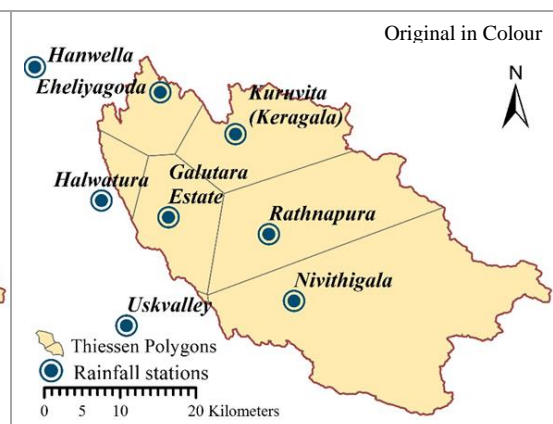 Original in Colour
Hanwella
Eheliyagoda
Kuruvita
(Keragala)
N
Halwatura
Galutara
Estate
Rathnapura
Nivithigala
Uskvalley
Thiessen Polygons
Rainfall stations
0 5 10 20 Kilometers